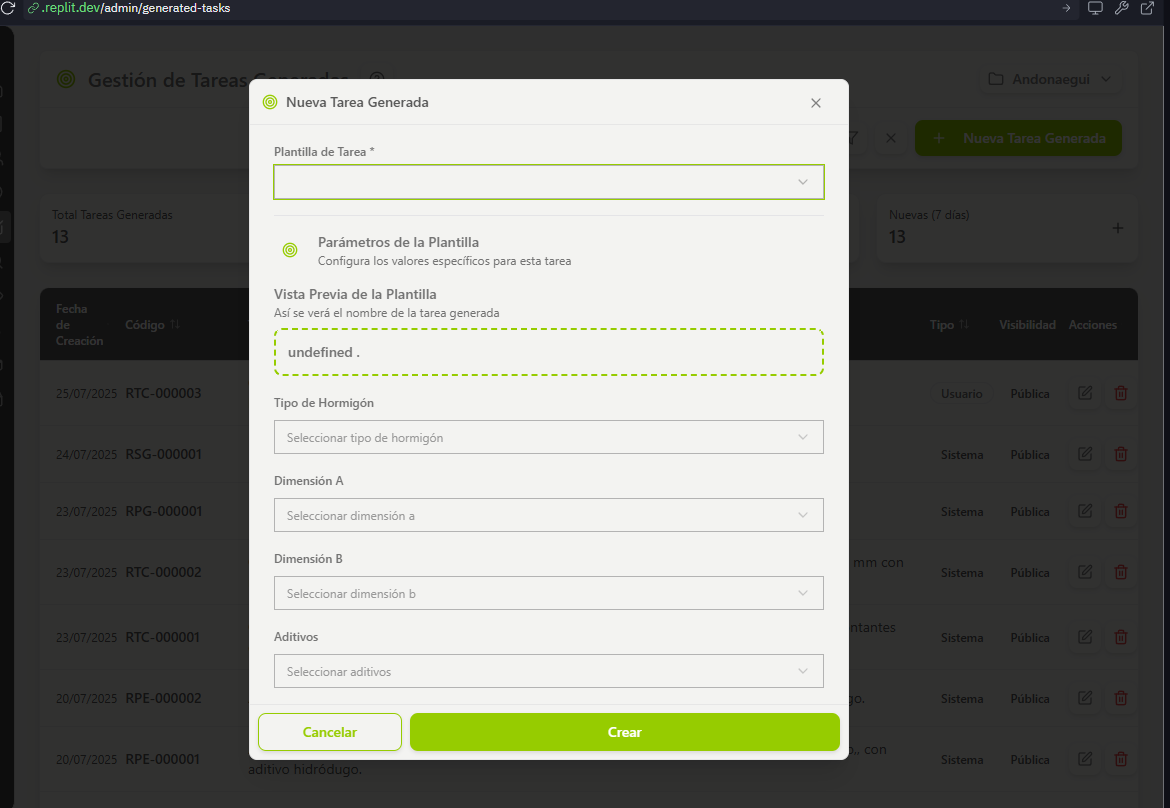 .replit.dev/admin/generated-tasks
Gestión de Tareas Generadas
Andonaegui
Nueva Tarea Generada
Nueva Tarea Generada
Total Tareas Generadas
13
Nuevas (7 días)
13
Plantilla de Tarea *
Parámetros de la Plantilla
Configura los valores específicos para esta tarea
Vista Previa de la Plantilla
Así se verá el nombre de la tarea generada
undefined .
Tipo de Hormigón
Seleccionar tipo de hormigón
Dimensión A
Seleccionar dimensión a
Dimensión B
Seleccionar dimensión b
Aditivos
Seleccionar aditivos
Cancelar
Crear
Fecha de Creación Código Tipo Visibilidad Acciones
25/07/2025 RTC-000003 Usuario Pública
24/07/2025 RSG-000001 Sistema Pública
23/07/2025 RPG-000001 Sistema Pública
23/07/2025 RTC-000002 mm con Sistema Pública
23/07/2025 RTC-000001 Sistema Pública
20/07/2025 RPE-000002 Sistema Pública
20/07/2025 RPE-000001 con Sistema Pública
aditivo hidródugo.